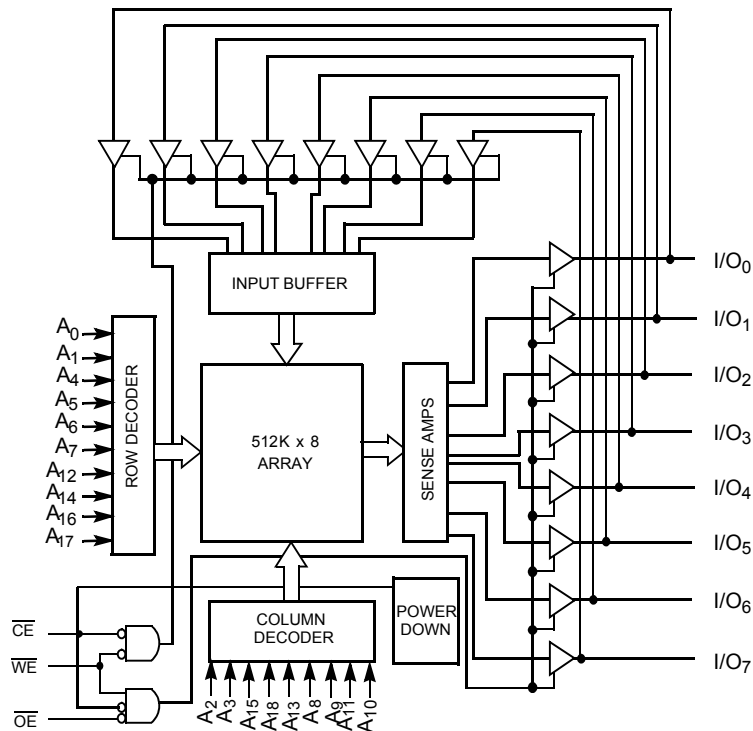 INPUT BUFFER
I/O0
I/O1
I/O2
I/O3
I/O4
I/O5
I/O6
I/O7
A0
A1
A4
A5
A6
A7
A12
A14
A16
A17
ROW DECODER
512K x 8
ARRAY
SENSE AMPS
COLUMN
DECODER
POWER
DOWN
CE
WE
OE
A2
A3
A15
A18
A13
A8
A9
A11
A10